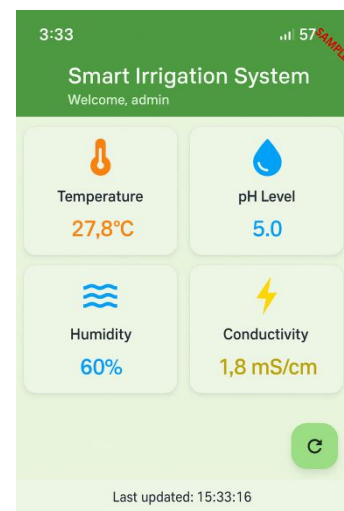 3:33 57
SAMPLE
Smart Irrigation System
Welcome, admin
Temperature
27,8°C
pH Level
5.0
Humidity
60%
Conductivity
1,8 mS/cm
Last updated: 15:33:16